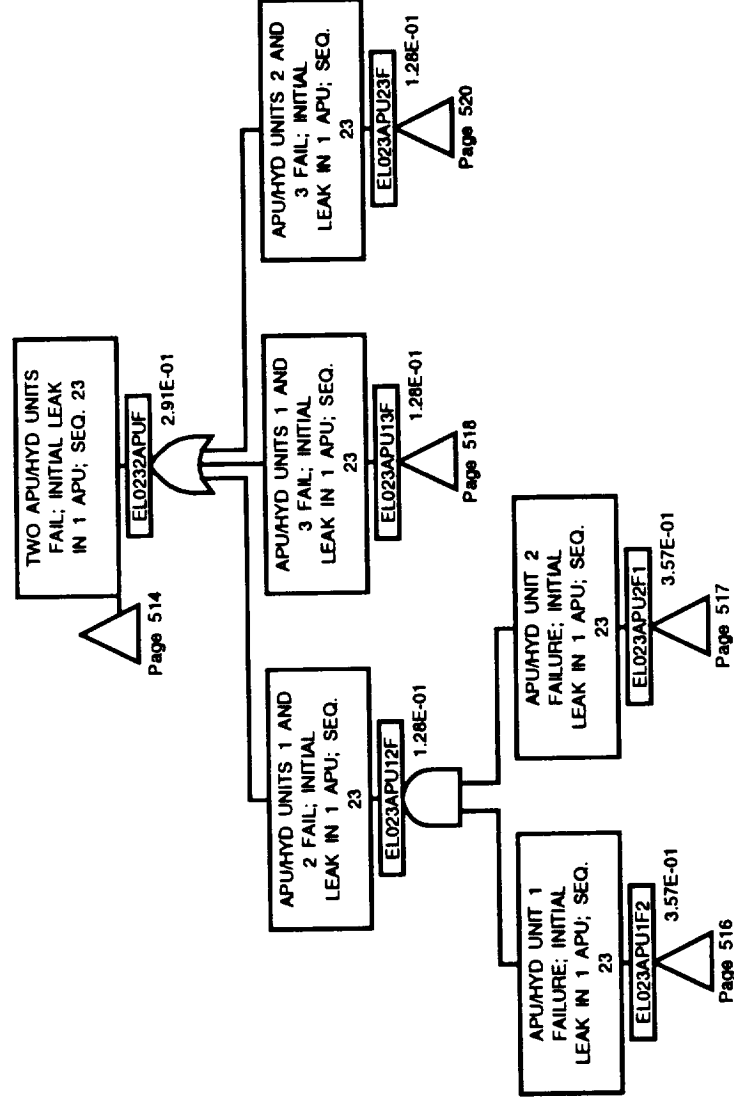 TWO APU/HYD UNITS
FAIL; INITIAL LEAK
IN 1 APU; SEQ. 23
EL0232APUF
2.91E-01
Page 514
APU/HYD UNITS 1 AND
2 FAIL; INITIAL
LEAK IN 1 APU; SEQ.
23
EL023APU12F
1.28E-01
APU/HYD UNITS 1 AND
3 FAIL; INITIAL
LEAK IN 1 APU; SEQ.
23
EL023APU13F
1.28E-01
Page 518
APU/HYD UNITS 2 AND
3 FAIL; INITIAL
LEAK IN 1 APU; SEQ.
23
EL023APU23F
1.28E-01
Page 520
APU/HYD UNIT 1
FAILURE; INITIAL
LEAK IN 1 APU; SEQ.
23
EL023APU1F2
3.57E-01
Page 516
APU/HYD UNIT 2
FAILURE; INITIAL
LEAK IN 1 APU; SEQ.
23
EL023APU2F1
3.57E-01
Page 517